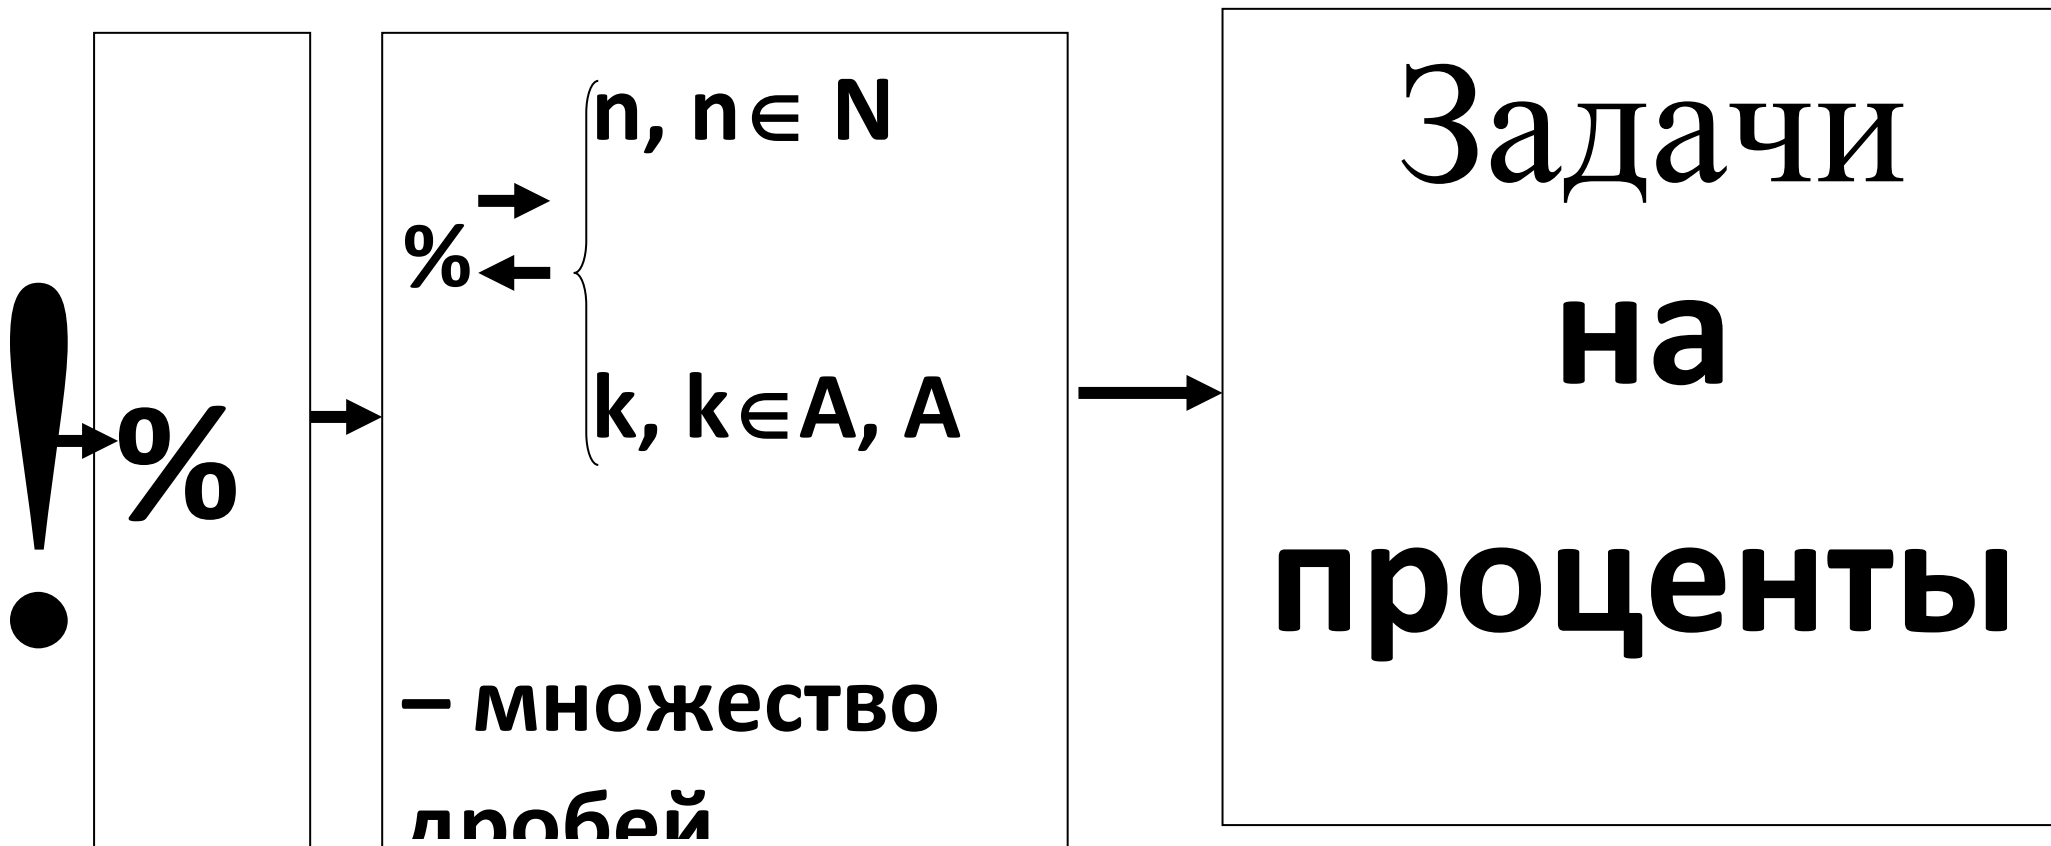 !
%
n, n∈ N
%
k, k∈A, A
– множество
дробей
Задачи
на
проценты